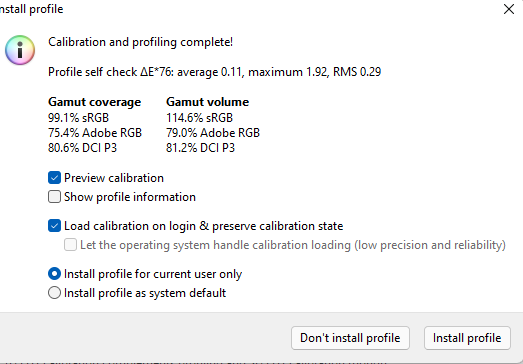 nstall profile
Calibration and profiling complete!
Profile self check ΔE*76: average 0.11, maximum 1.92, RMS 0.29
Gamut coverage Gamut volume
99.1% sRGB 114.6% sRGB
75.4% Adobe RGB 79.0% Adobe RGB
80.6% DCI P3 81.2% DCI P3
Preview calibration
Show profile information
Load calibration on login & preserve calibration state
Let the operating system handle calibration loading (low precision and reliability)
Install profile for current user only
Install profile as system default
Don't install profile Install profile